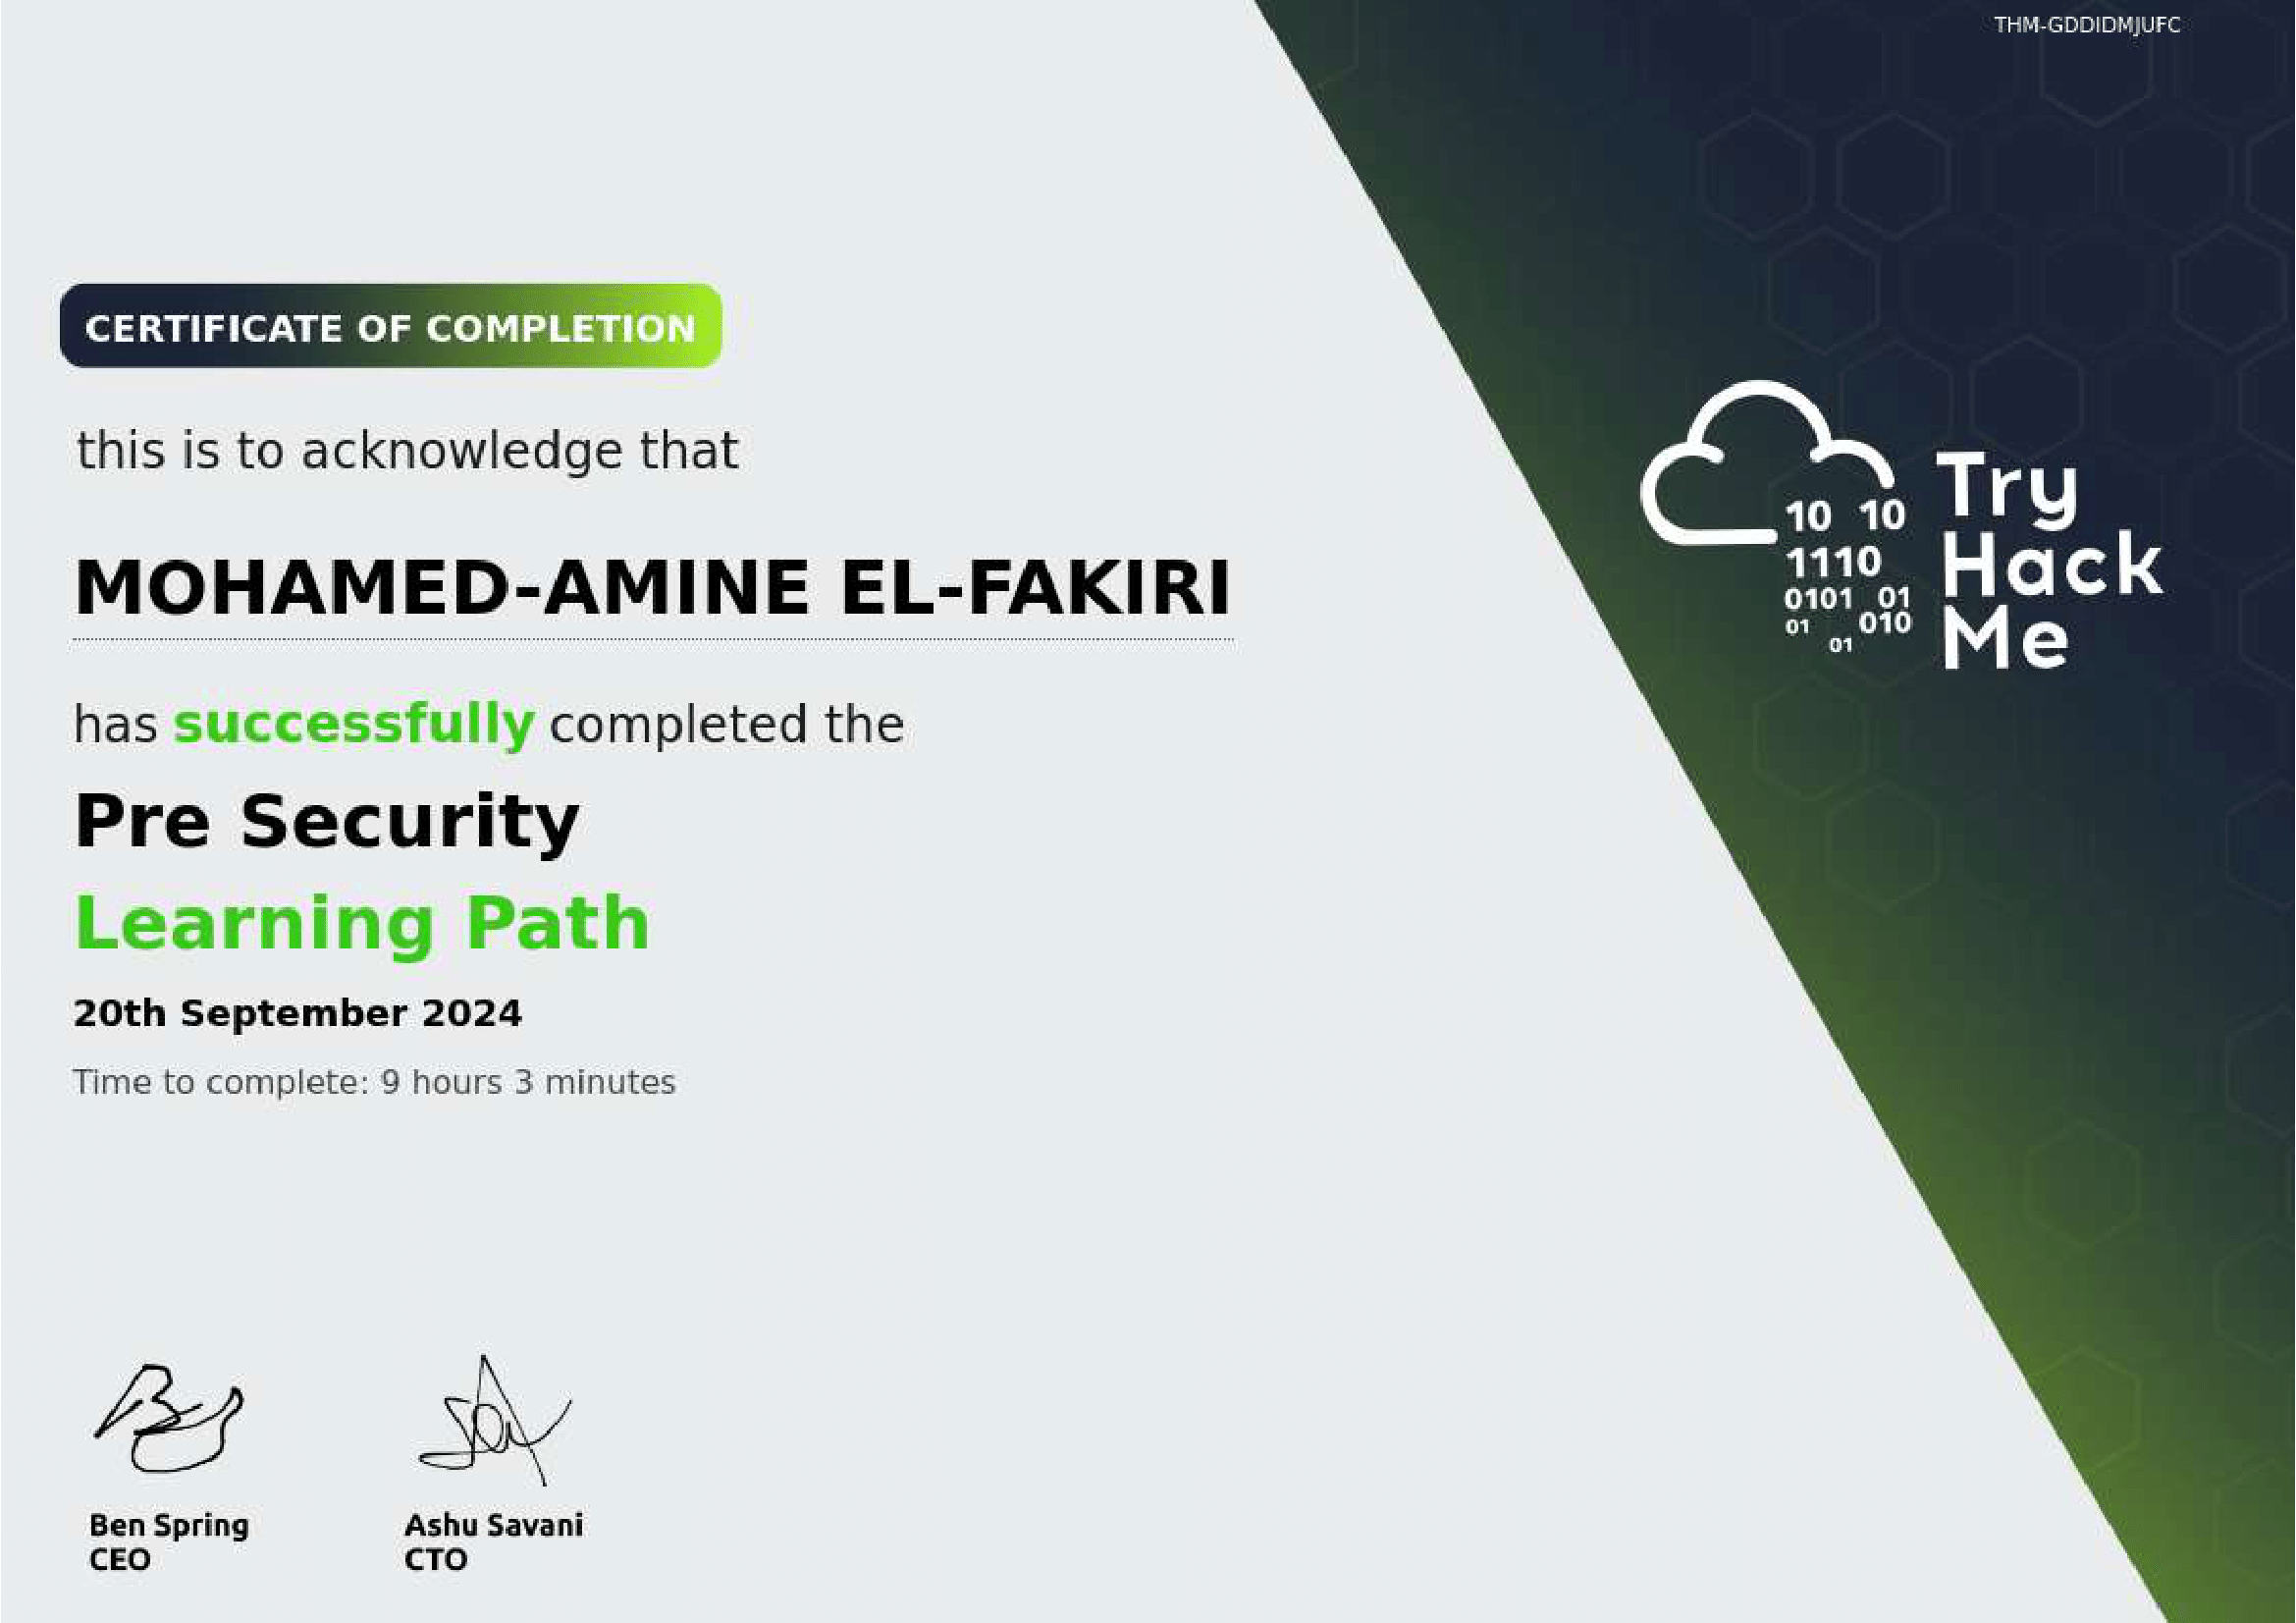 THM-GDDIDMJUFC
CERTIFICATE OF COMPLETION
this is to acknowledge that
MOHAMED-AMINE EL-FAKIRI
has successfully completed the
Pre Security
Learning Path
20th September 2024
Time to complete: 9 hours 3 minutes
10 10
1110
0101 01
01 010
01
Try
Hack
Me
Ben Spring
CEO
Ashu Savani
CTO